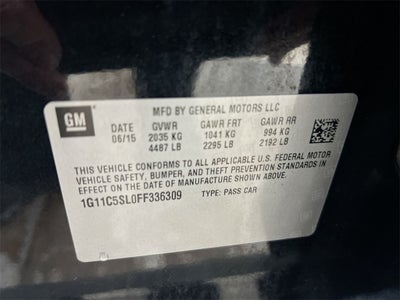 GM
MFD BY GENERAL MOTORS LLC
DATE GVWR GAWR FRT GAWR RR
06/15 2035 KG 1041 KG 994 KG
4487 LB 2295 LB 2192 LB
THIS VEHICLE CONFORMS TO ALL APPLICABLE U.S. FEDERAL MOTOR
VEHICLE SAFETY, BUMPER, AND THEFT PREVENTION STANDARDS IN
EFFECT ON THE DATE OF MANUFACTURE SHOWN ABOVE.
1G11C5SL0FF336309 TYPE: PASS CAR